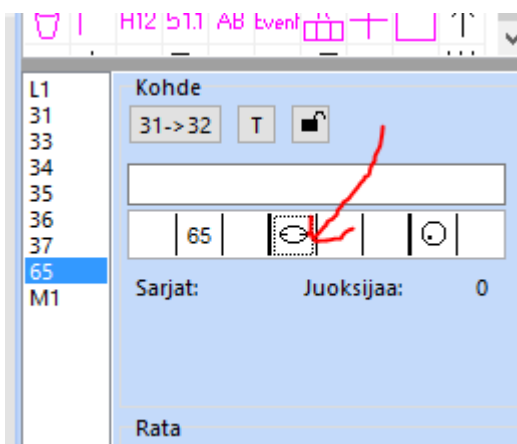 H12 51.1 AB Event
L1
31
33
34
35
36
37
65
M1
Kohde
31->32 T
65
Sarjat: Juoksijaa: 0
Rata